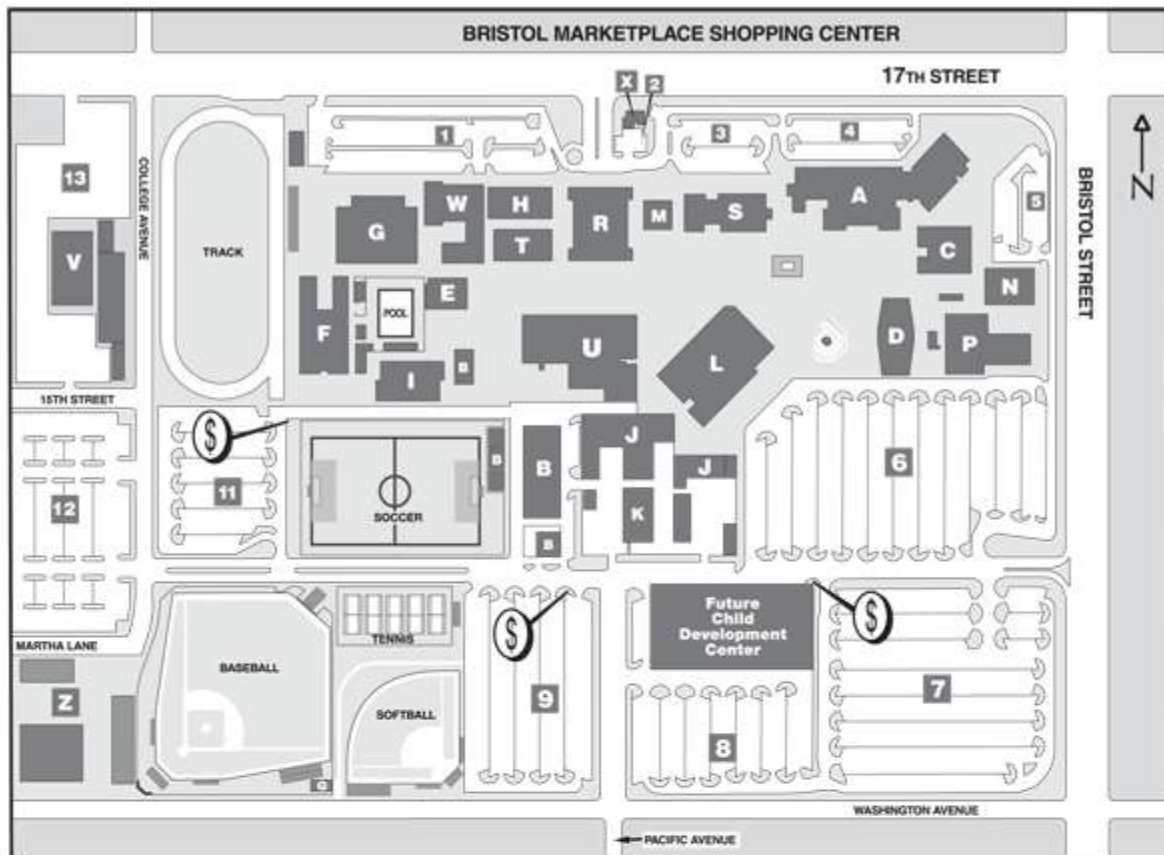 BRISTOL MARKETPLACE SHOPPING CENTER
17TH STREET
X 2
1 3 4
13
COLLEGE AVENUE
5
BRISTOL STREET
N
W H
A
G R M S
T
V TRACK C
E N
POOL
F U D P
L
I B
15TH STREET
$ J
B B J 6
11
12 SOCCER K
B
Future
Child
Development
Center
$ $
TENNIS
MARTHA LANE
BASEBALL
Z 9 7
SOFTBALL
8
WASHINGTON AVENUE
PACIFIC AVENUE